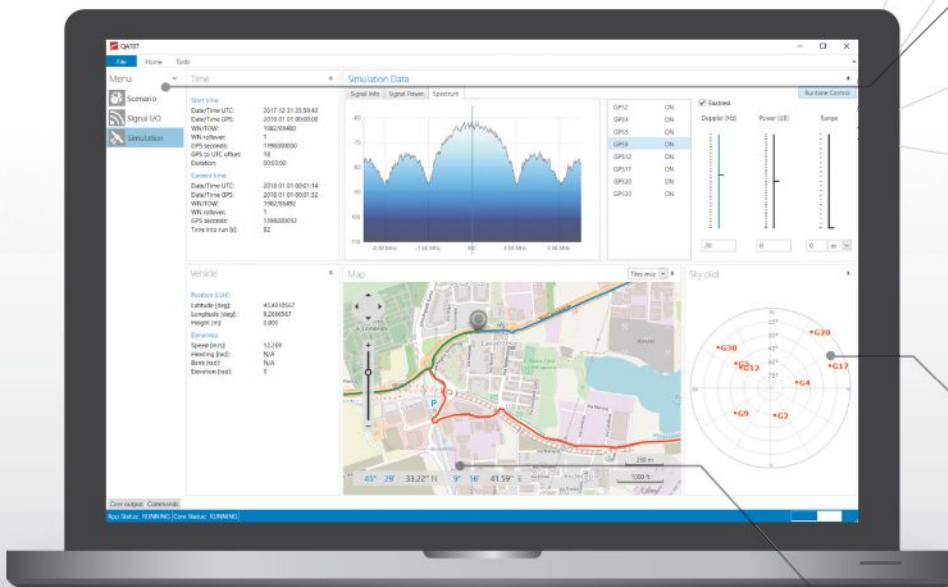 QA707
File Home Tools
Menu
Scenario
Signal I/O
Simulation
Time
Start time
Date/Time UTC: 2017 12 31 23:59:42
Date/Time GPS: 2018 01 01 00:00:00
WN/TOW: 1982/86400
WN rollover: 1
GPS seconds: 1198800000
GPS to UTC offset: 18
Duration: 00:03:00
Current time
Date/Time UTC: 2018 01 01 00:01:14
Date/Time GPS: 2018 01 01 00:01:32
WN/TOW: 1982/86492
WN rollover: 1
GPS seconds: 1198800092
Time into run [s]: 92
Simulation Data
Signal Info Signal Power Spectrum
Runtime Control
GPS2 ON
GPS4 ON
GPS5 ON
GPS9 ON
GPS12 ON
GPS17 ON
GPS20 ON
GPS30 ON
Enabled
Doppler [Hz] Power [dB] Range
20 0 0 m
Vehicle
Position (LLH)
Latitude [deg]:
Longitude [deg]:
Height [m]: 0.000
Dynamics
Speed [m/s]: 12.269
Heading [rad]: N/A
Bank [rad]: N/A
Elevation [rad]: 0
Map
Tiles map
P
250 m
1000 ft
45° 29' 33.22" N 9° 16' 41.59" E
Sky plot
G20
G30
G5
G12
G17
G4
G9
G2
Core output Commands
App Status: RUNNING Core Status: RUNNING